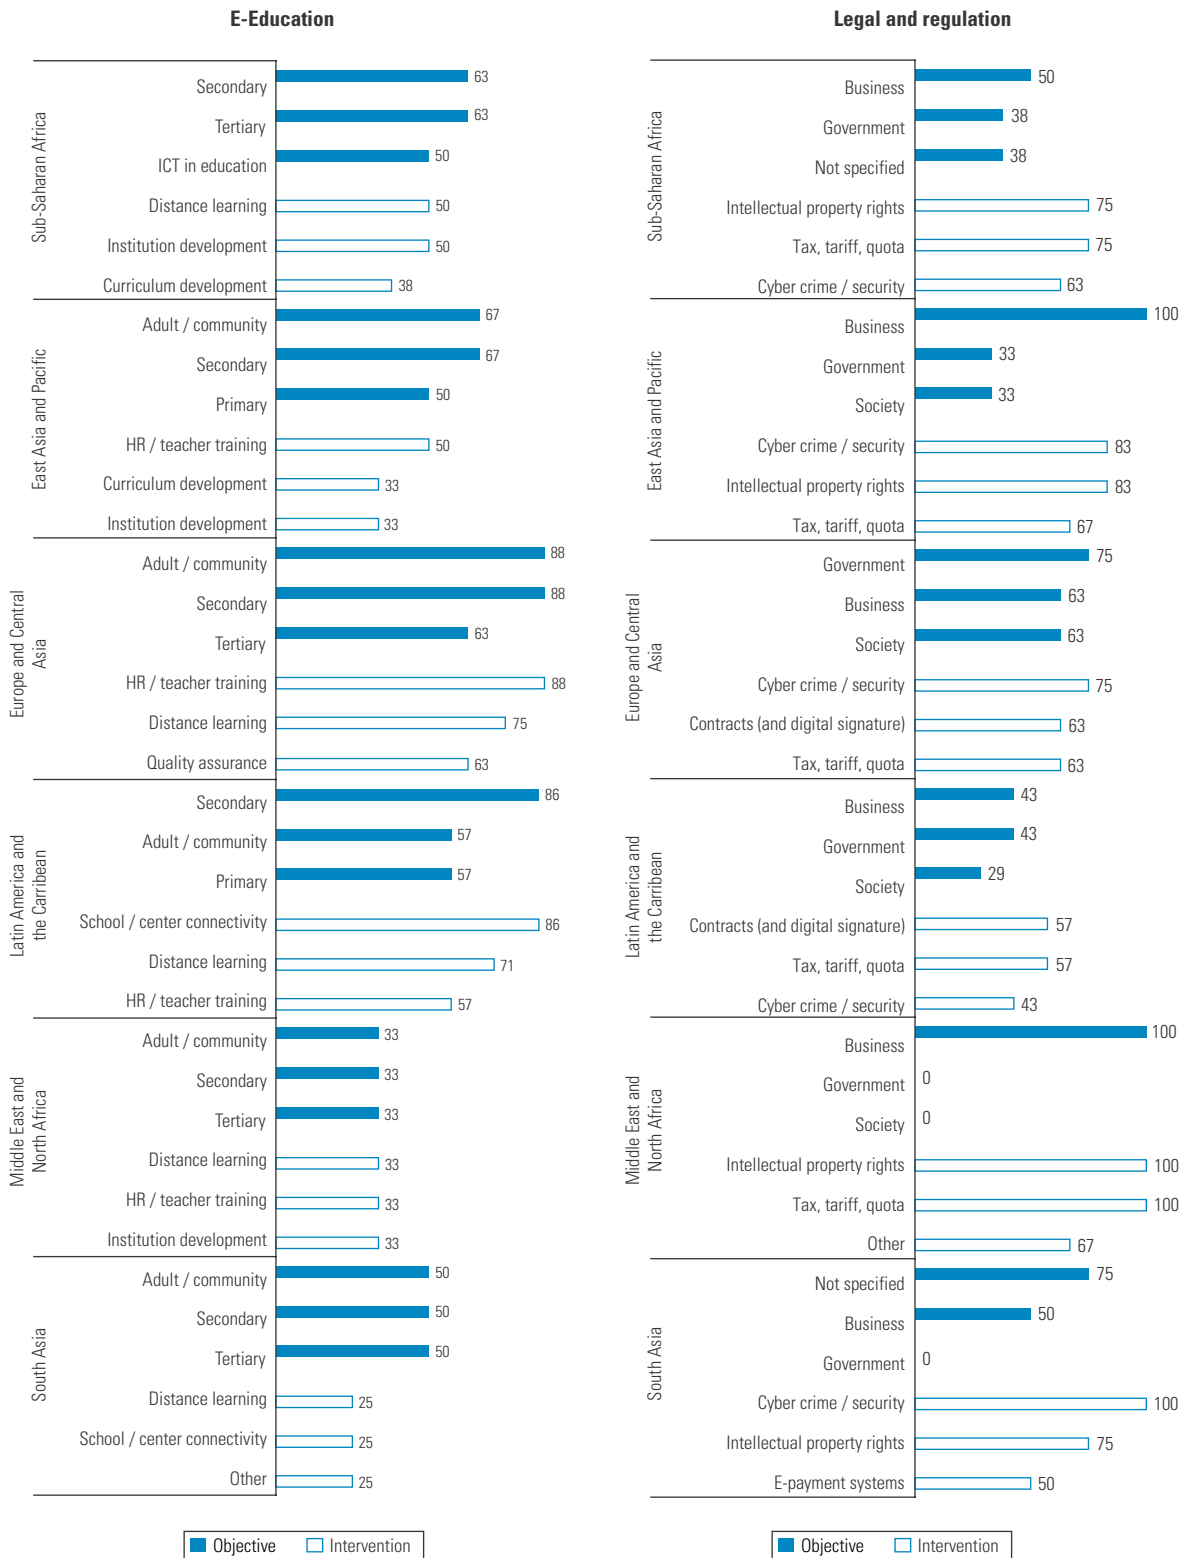 E-Education
Sub-Saharan Africa
Secondary 63
Tertiary 63
ICT in education 50
Distance learning 50
Institution development 50
Curriculum development 38
East Asia and Pacific
Adult / community 67
Secondary 67
Primary 50
HR / teacher training 50
Curriculum development 33
Institution development 33
Europe and Central
Asia
Adult / community 88
Secondary 88
Tertiary 63
HR / teacher training 88
Distance learning 75
Quality assurance 63
Latin America and
the Carribean
Secondary 86
Adult / community 57
Primary 57
School / center connectivity 86
Distance learning 71
HR / teacher training 57
Middle East and
North Africa
Adult / community 33
Secondary 33
Tertiary 33
Distance learning 33
HR / teacher training 33
Institution development 33
South Asia
Adult / community 50
Secondary 50
Tertiary 50
Distance learning 25
School / center connectivity 25
Other 25
Objective Intervention
Legal and regulation
Sub-Saharan Africa
Business 50
Government 38
Not specified 38
Intellectual property rights 75
Tax, tariff, quota 75
Cyber crime / security 63
East Asia and Pacific
Business 100
Government 33
Society 33
Cyber crime / security 83
Intellectual property rights 83
Tax, tariff, quota 67
Europe and Central
Asia
Government 75
Business 63
Society 63
Cyber crime / security 75
Contracts (and digital signature) 63
Tax, tariff, quota 63
Latin America and
the Carribean
Business 43
Government 43
Society 29
Contracts (and digital signature) 57
Tax, tariff, quota 57
Cyber crime / security 43
Middle East and
North Africa
Business 100
Government 0
Society 0
Intellectual property rights 100
Tax, tariff, quota 100
Other 67
South Asia
Not specified 75
Business 50
Government 0
Cyber crime / security 100
Intellectual property rights 75
E-payment systems 50
Objective Intervention